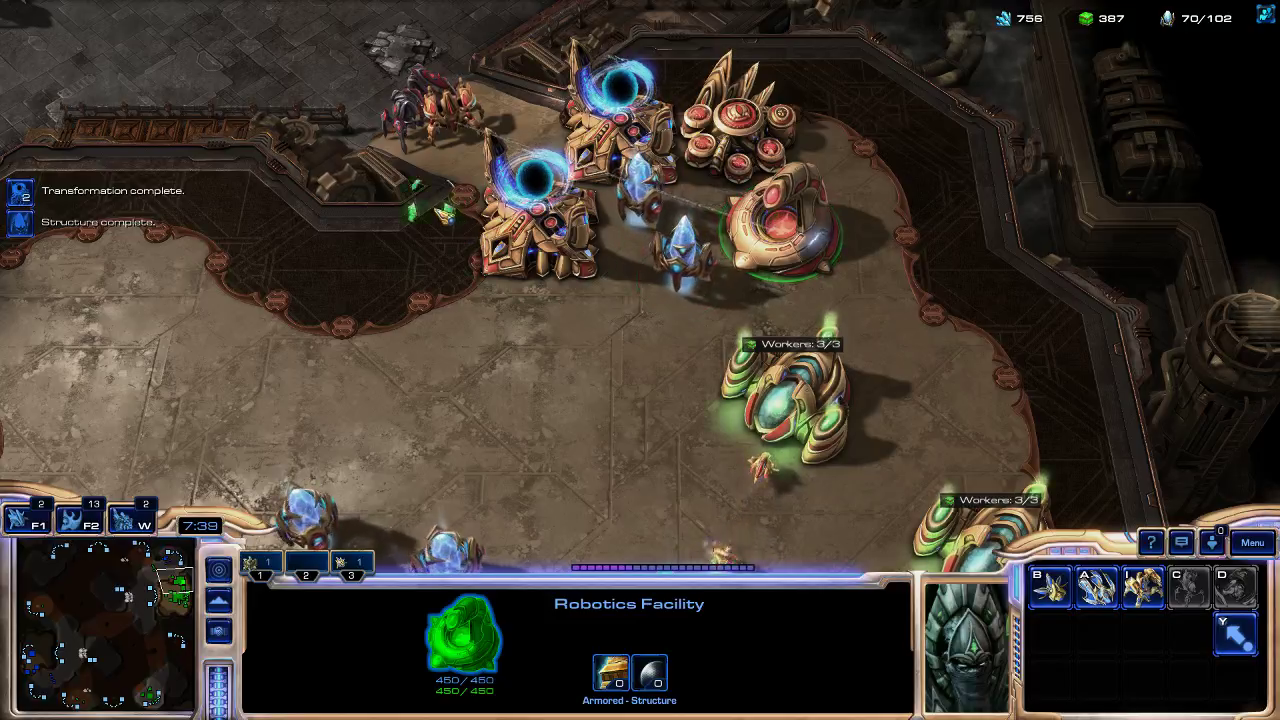 756 387 70/102
Transformation complete.
2
Structure complete.
Workers: 3/3
Workers: 3/3
2 13 2
F1 F2 W
7:39
0
? Menu
1 1
1 2 3
Robotics Facility
B A I C D
Y
450/450
450/450
0 0
Armored - Structure